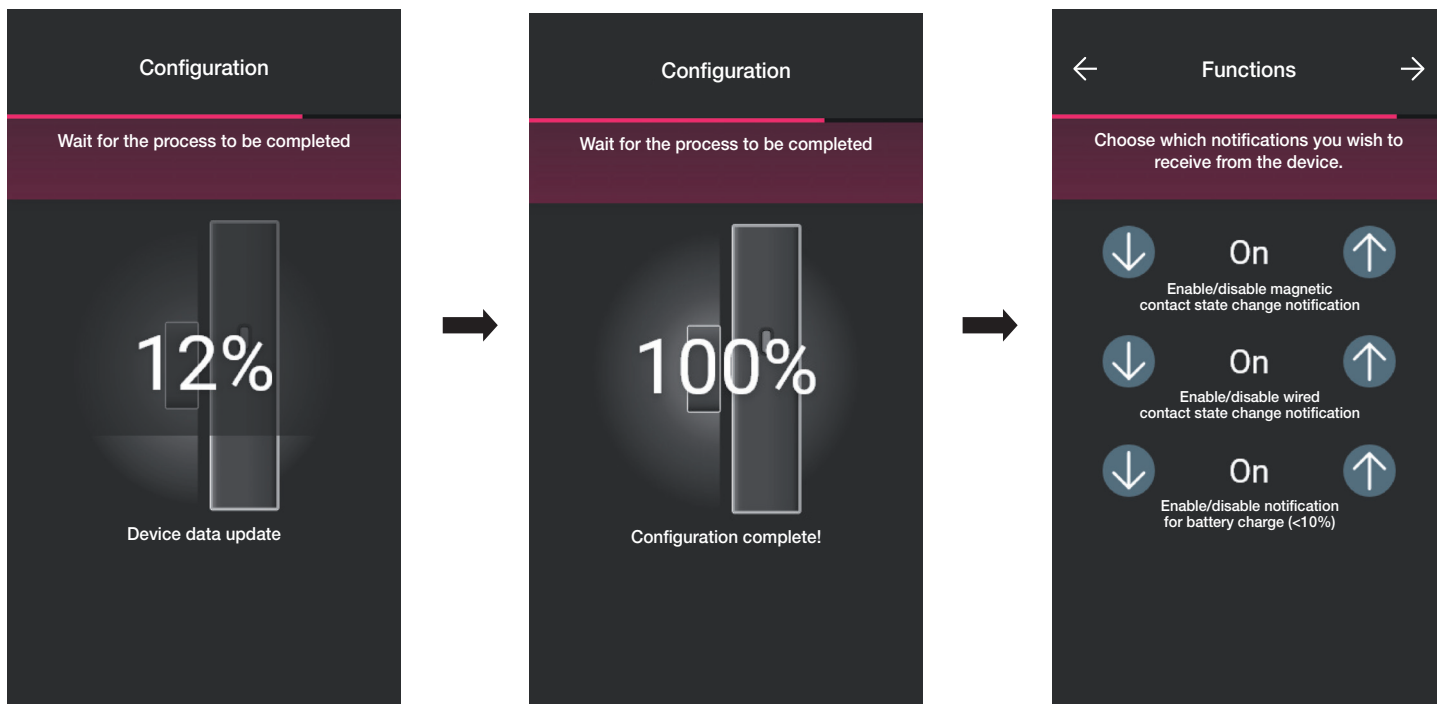 Configuration
Wait for the process to be completed
12%
Device data update
Configuration
Wait for the process to be completed
100%
Configuration complete!
Functions
Choose which notifications you wish to
receive from the device.
On
Enable/disable magnetic
contact state change notification
On
Enable/disable wired
contact state change notification
On
Enable/disable notification
for battery charge (<10%)